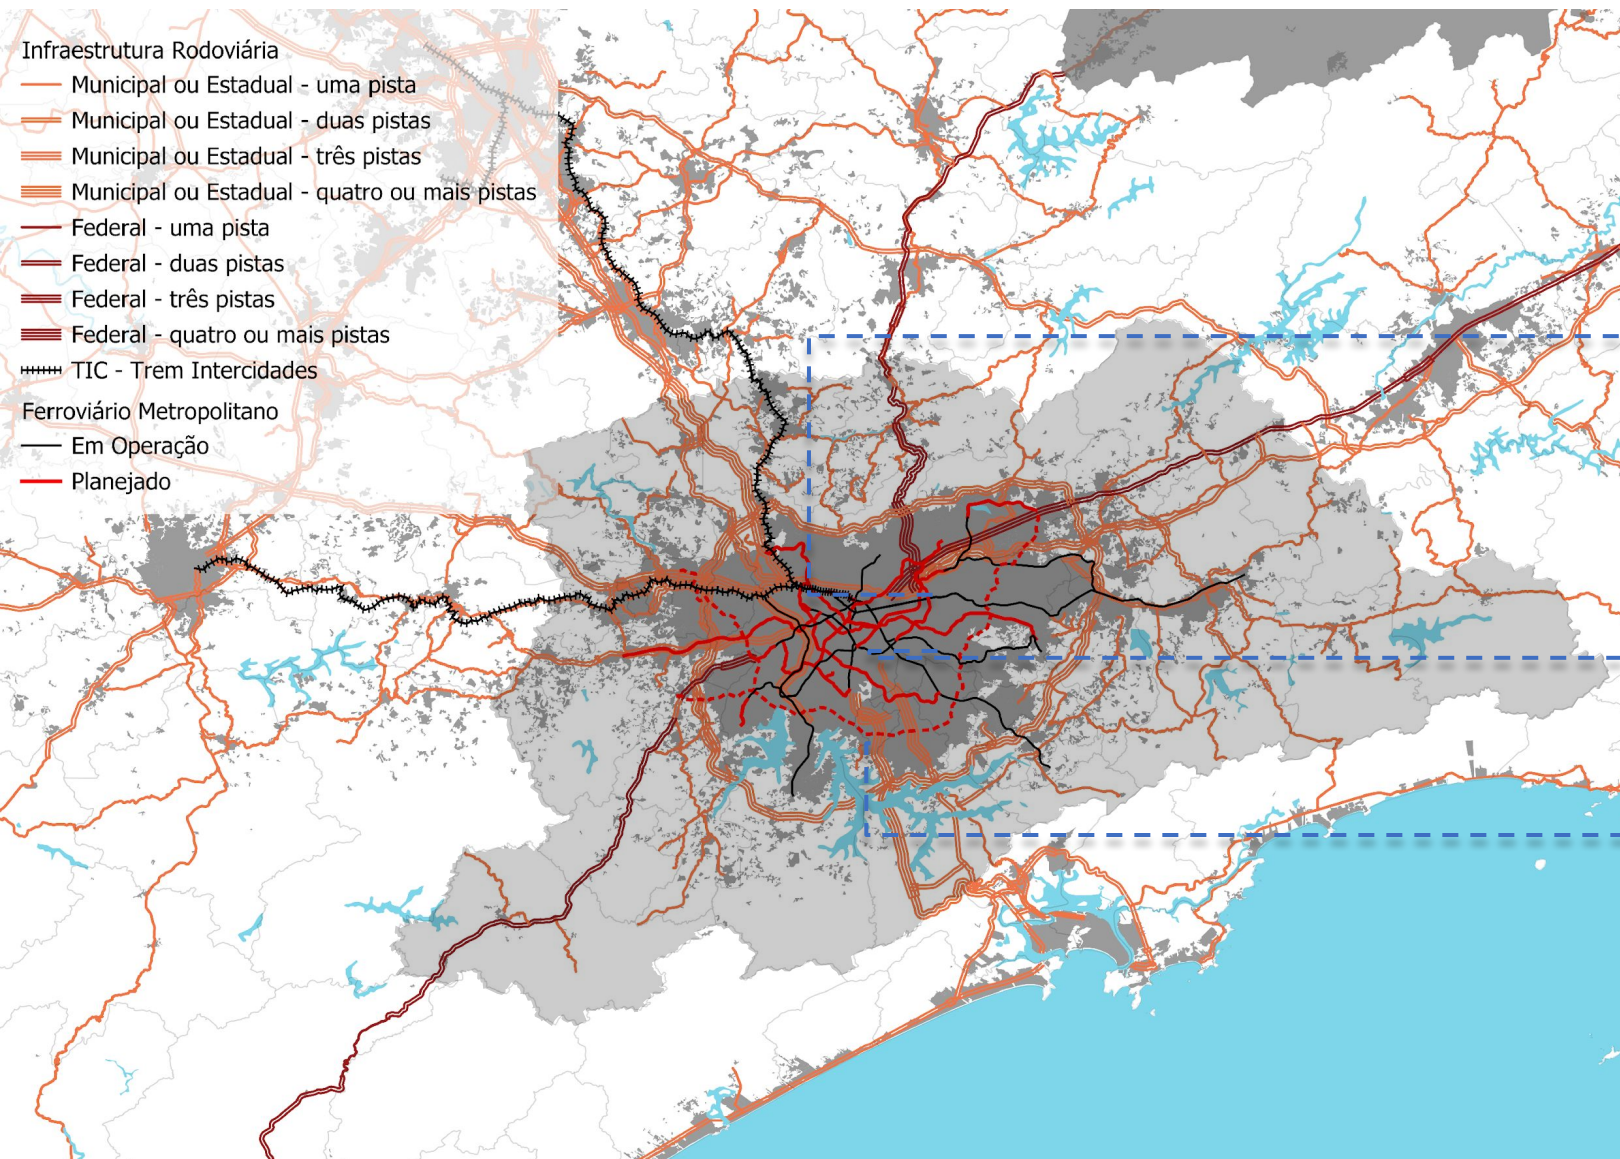 Infraestrutura Rodoviária
Municipal ou Estadual - uma pista
Municipal ou Estadual - duas pistas
Municipal ou Estadual - três pistas
Municipal ou Estadual - quatro ou mais pistas
Federal - uma pista
Federal - duas pistas
Federal - três pistas
Federal - quatro ou mais pistas
TIC - Trem Intercidades
Ferroviário Metropolitano
Em Operação
Planejado